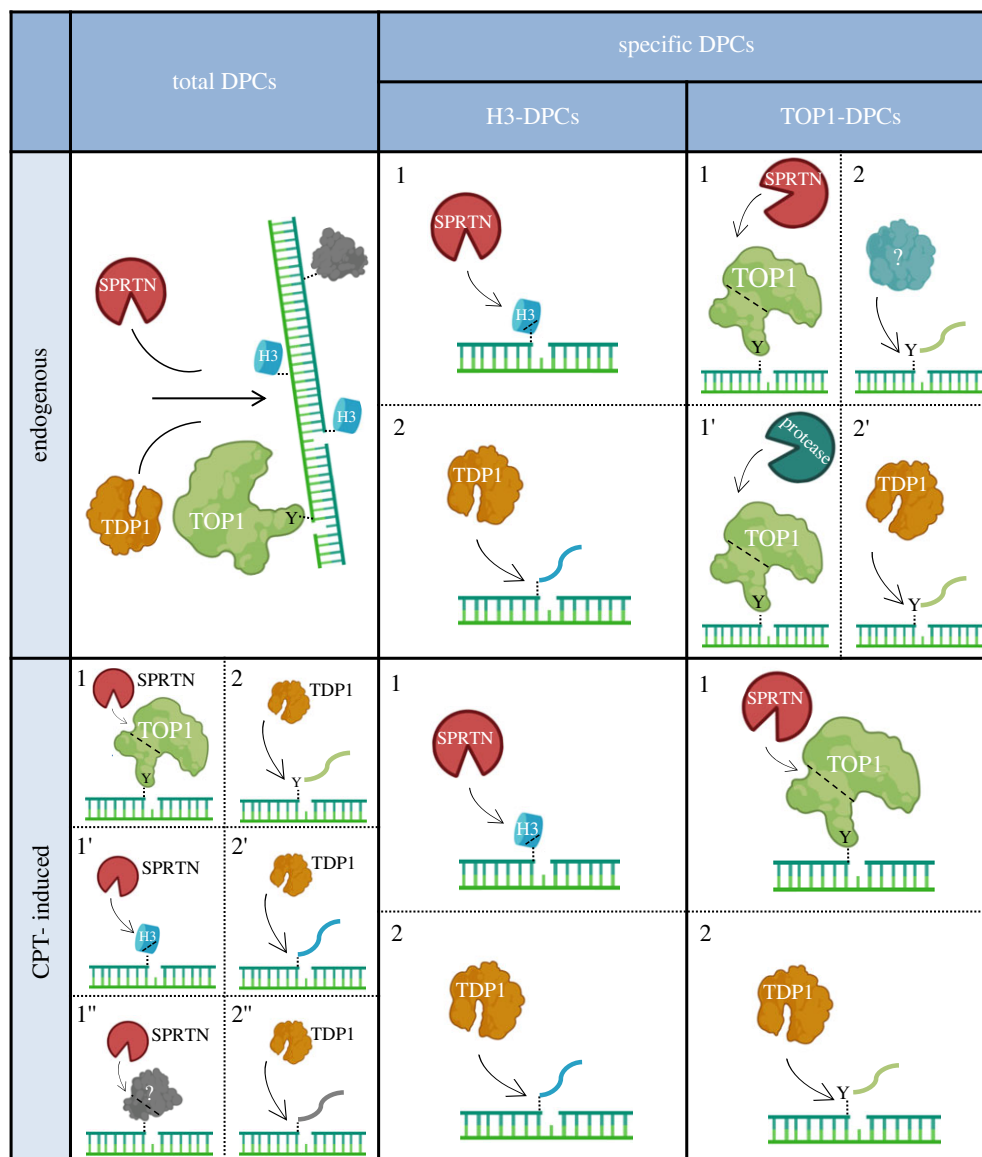 specific DPCs
total DPCs
H3-DPCs
TOP1-DPCs
endogenous
SPRTN
H3
H3
TDP1
TOP1
Y
1
SPRTN
H3
2
TDP1
1
SPRTN
TOP1
Y
2
?
Y
1'
protease
TOP1
Y
2'
TDP1
Y
CPT- induced
1
SPRTN
TOP1
Y
2
TDP1
Y
1'
SPRTN
H3
2'
TDP1
1"
SPRTN
?
2"
TDP1
1
SPRTN
H3
2
TDP1
1
SPRTN
TOP1
Y
2
TDP1
Y